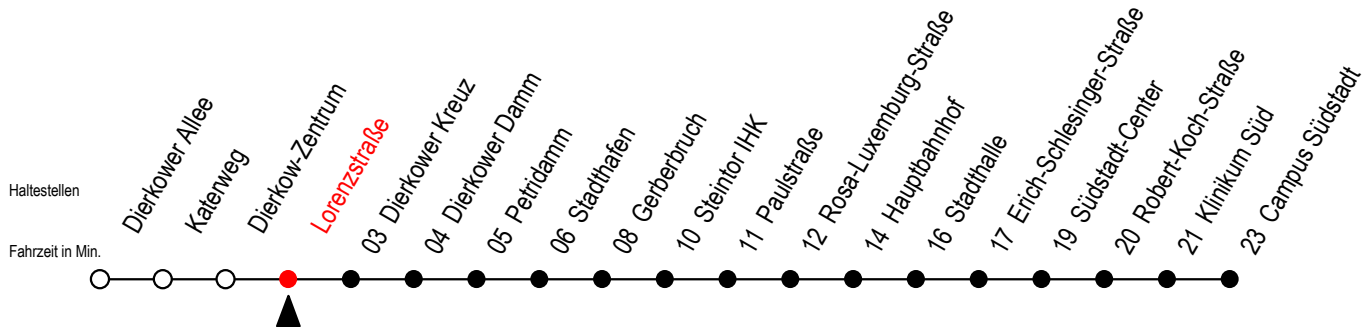 Haltestellen
Fahrzeit in Min.
Dierkower Allee
Katerweg
Dierkow-Zentrum
Lorenzstraße
03 Dierkower Kreuz
04 Dierkower Damm
05 Petridamm
06 Stadthafen
08 Gerberbruch
10 Steintor IHK
11 Paulstraße
12 Rosa-Luxemburg-Straße
14 Hauptbahnhof
16 Stadthalle
17 Erich-Schlesinger-Straße
19 Südstadt-Center
20 Robert-Koch-Straße
21 Klinikum Süd
23 Campus Südstadt